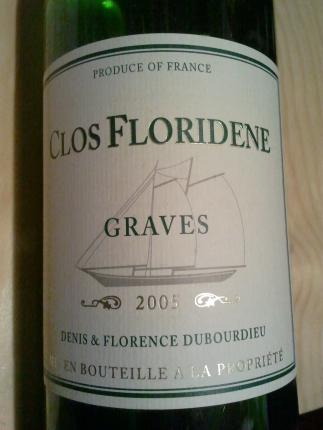 PRODUCE OF FRANCE
CLOS FLORIDENE
GRAVES
2005
DENIS & FLORENCE DUBOURDIEU
EN BOUTEILLE A LA PROPRIÉTÉ